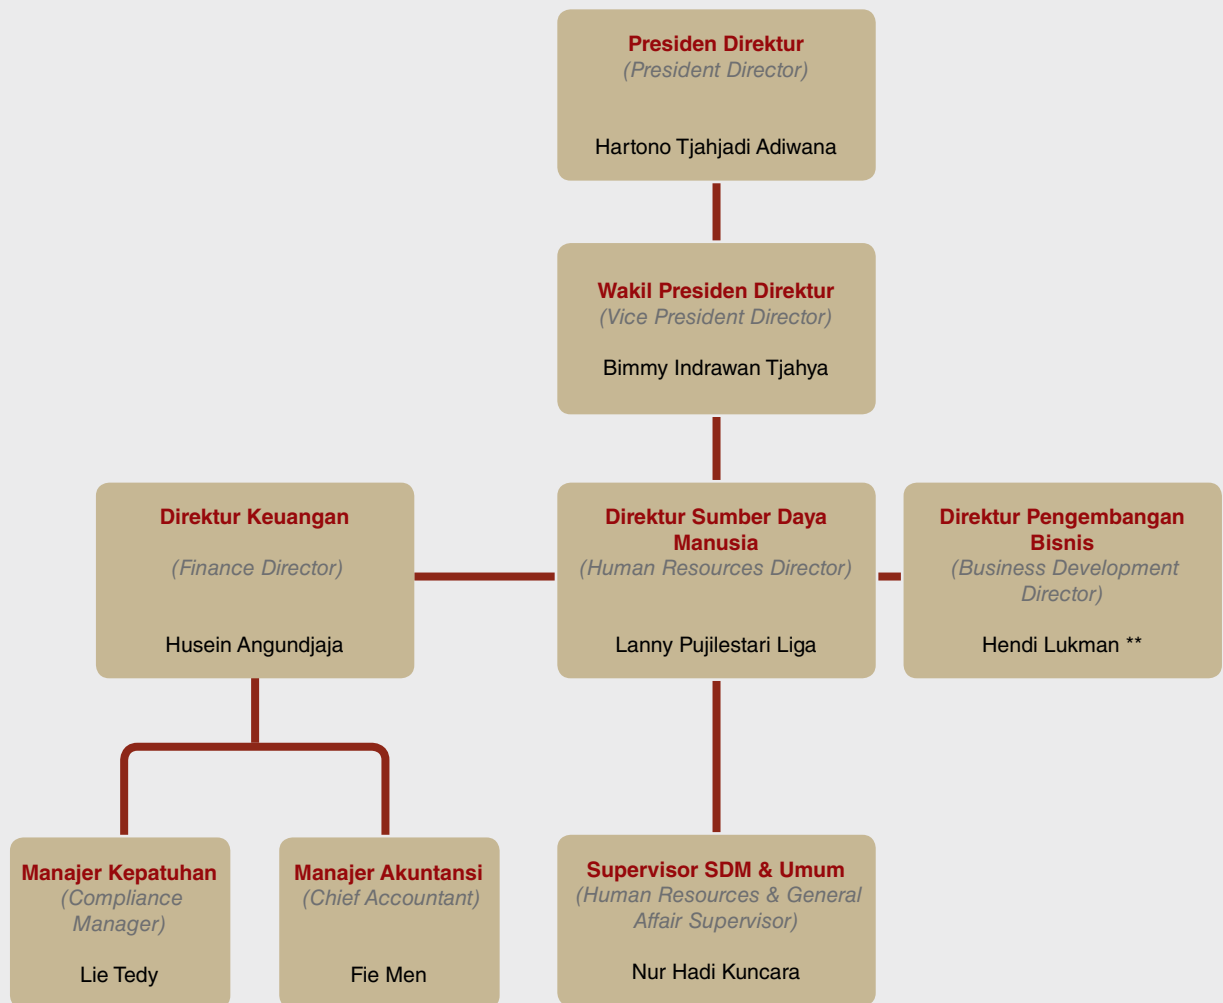 Presiden Direktur
(President Director)
Hartono Tjahjadi Adiwana
Wakil Presiden Direktur
(Vice President Director)
Bimmy Indrawan Tjahya
Direktur Keuangan
(Finance Director)
Husein Angundjaja
Direktur Sumber Daya
Manusia
(Human Resources Director)
Lanny Pujilestari Liga
Direktur Pengembangan
Bisnis
(Business Development
Director)
Hendi Lukman **
Manajer Kepatuhan
(Compliance
Manager)
Lie Tedy
Manajer Akuntansi
(Chief Accountant)
Fie Men
Supervisor SDM & Umum
(Human Resources & General
Affair Supervisor)
Nur Hadi Kuncara